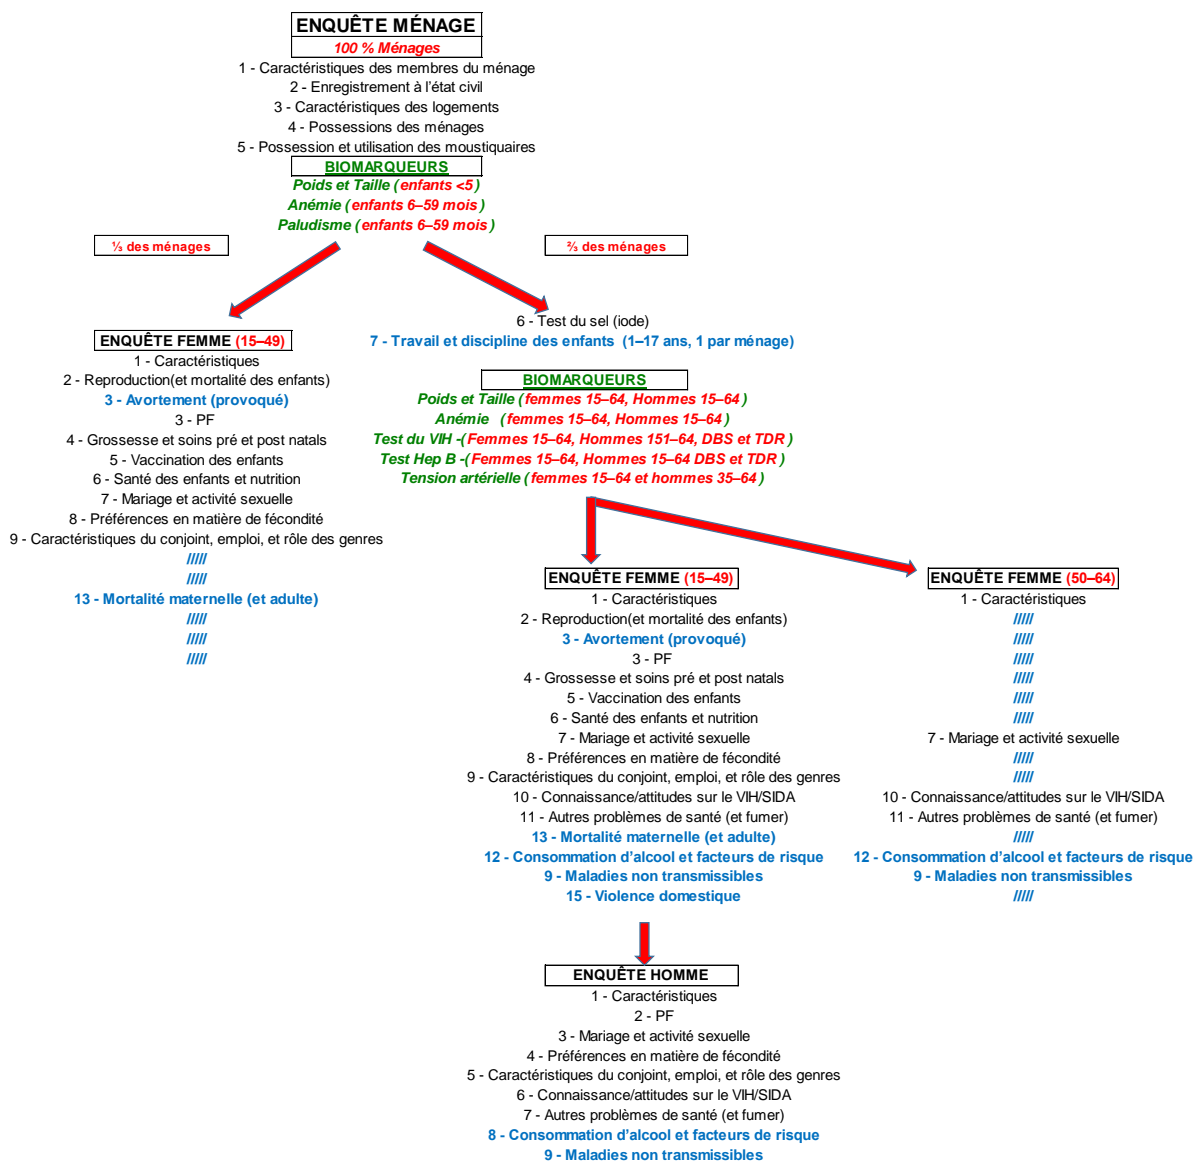 ENQUÊTE MÉNAGE
100 % Ménages
1 - Caractéristiques des membres du ménage
2 - Enregistrement à l'état civil
3 - Caractéristiques des logements
4 - Possessions des ménages
5 - Possession et utilisation des moustiquaires
BIOMARQUEURS
Poids et Taille (enfants <5)
Anémie (enfants 6–59 mois)
Paludisme (enfants 6–59 mois)
⅓ des ménages
⅔ des ménages
ENQUÊTE FEMME (15–49)
1 - Caractéristiques
2 - Reproduction(et mortalité des enfants)
3 - Avortement (provoqué)
3 - PF
4 - Grossesse et soins pré et post natals
5 - Vaccination des enfants
6 - Santé des enfants et nutrition
7 - Mariage et activité sexuelle
8 - Préférences en matière de fécondité
9 - Caractéristiques du conjoint, emploi, et rôle des genres
/////
/////
13 - Mortalité maternelle (et adulte)
/////
/////
/////
6 - Test du sel (iode)
7 - Travail et discipline des enfants (1–17 ans, 1 par ménage)
BIOMARQUEURS
Poids et Taille (femmes 15–64, Hommes 15–64)
Anémie (femmes 15–64, Hommes 15–64)
Test du VIH -(Femmes 15–64, Hommes 151–64, DBS et TDR)
Test Hep B -(Femmes 15–64, Hommes 15–64 DBS et TDR)
Tension artérielle (femmes 15–64 et hommes 35–64)
ENQUÊTE FEMME (15–49)
1 - Caractéristiques
2 - Reproduction(et mortalité des enfants)
3 - Avortement (provoqué)
3 - PF
4 - Grossesse et soins pré et post natals
5 - Vaccination des enfants
6 - Santé des enfants et nutrition
7 - Mariage et activité sexuelle
8 - Préférences en matière de fécondité
9 - Caractéristiques du conjoint, emploi, et rôle des genres
10 - Connaissance/attitudes sur le VIH/SIDA
11 - Autres problèmes de santé (et fumer)
13 - Mortalité maternelle (et adulte)
12 - Consommation d'alcool et facteurs de risque
9 - Maladies non transmissibles
15 - Violence domestique
ENQUÊTE FEMME (50–64)
1 - Caractéristiques
/////
/////
/////
/////
/////
/////
7 - Mariage et activité sexuelle
/////
/////
10 - Connaissance/attitudes sur le VIH/SIDA
11 - Autres problèmes de santé (et fumer)
/////
12 - Consommation d'alcool et facteurs de risque
9 - Maladies non transmissibles
/////
ENQUÊTE HOMME
1 - Caractéristiques
2 - PF
3 - Mariage et activité sexuelle
4 - Préférences en matière de fécondité
5 - Caractéristiques du conjoint, emploi, et rôle des genres
6 - Connaissance/attitudes sur le VIH/SIDA
7 - Autres problèmes de santé (et fumer)
8 - Consommation d'alcool et facteurs de risque
9 - Maladies non transmissibles